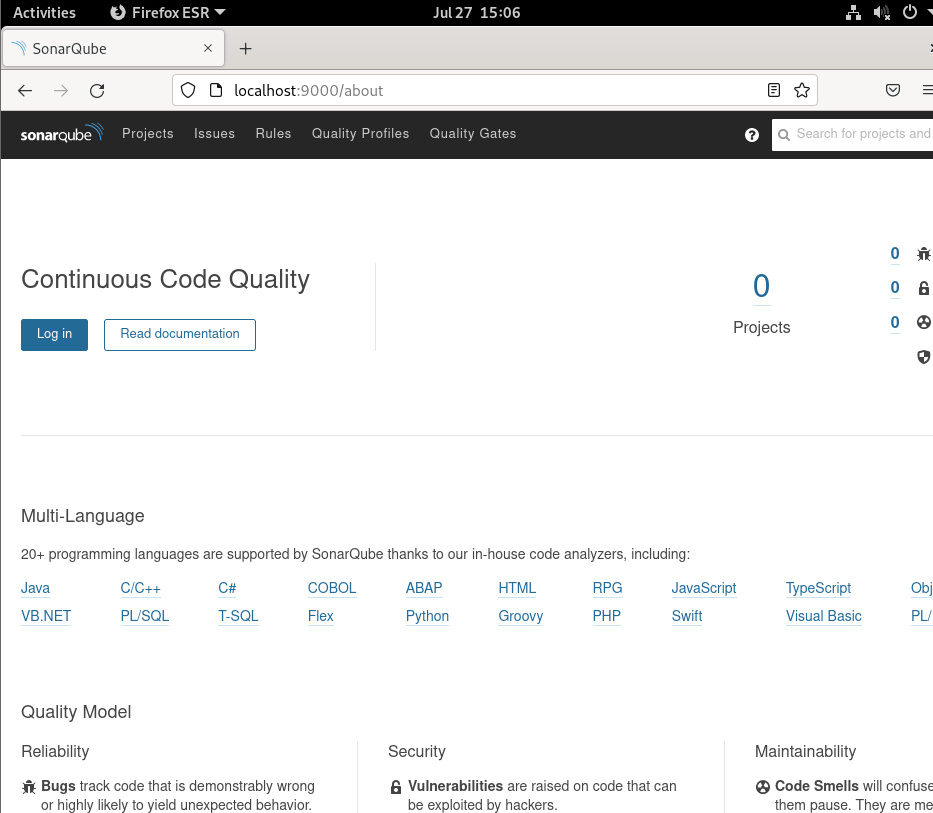 Activities Firefox ESR Jul 27 15:06
SonarQube
localhost:9000/about
sonarqube Projects Issues Rules Quality Profiles Quality Gates Search for projects and
Continuous Code Quality
Log in Read documentation
0
Projects
0
0
0
Multi-Language
20+ programming languages are supported by SonarQube thanks to our in-house code analyzers, including:
Java C/C++ C# COBOL ABAP HTML RPG JavaScript TypeScript Obj
VB.NET PL/SQL T-SQL Flex Python Groovy PHP Swift Visual Basic PL/
Quality Model
Reliability
Bugs track code that is demonstrably wrong
or highly likely to yield unexpected behavior.
Security
Vulnerabilities are raised on code that can
be exploited by hackers.
Maintainability
Code Smells will confuse
them pause. They are me